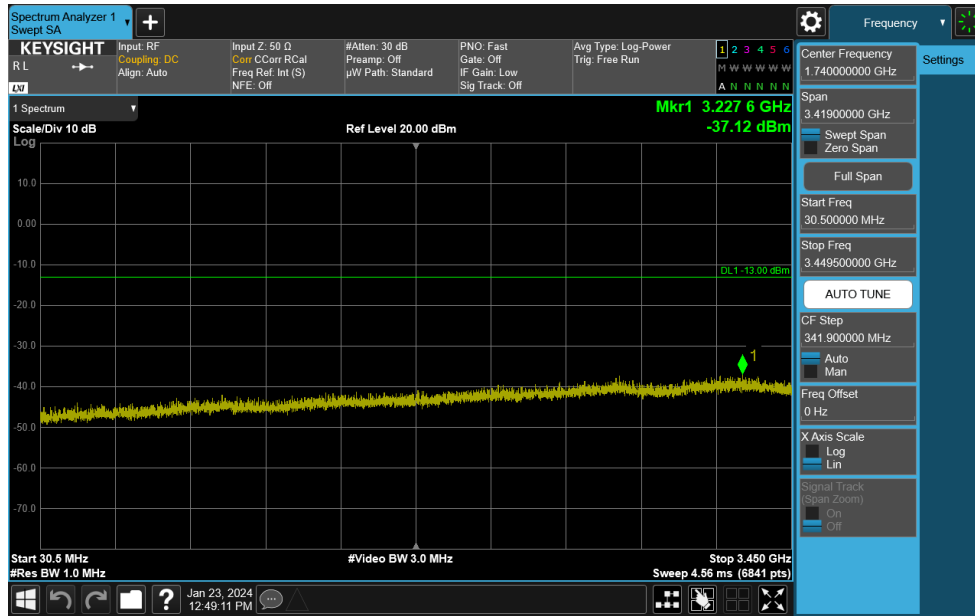 Spectrum Analyzer 1
Swept SA
Frequency
KEYSIGHT
RL
LXI
Input: RF
Coupling: DC
Align: Auto
Input Z: 50 Ω
Corr CCorr RCal
Freq Ref: Int (S)
NFE: Off
#Atten: 30 dB
Preamp: Off
µW Path: Standard
PNO: Fast
Gate: Off
IF Gain: Low
Sig Track: Off
Avg Type: Log-Power
Trig: Free Run
1 2 3 4 5 6
M W W W W W
A N N N N N
1 Spectrum
Scale/Div 10 dB
Log
Ref Level 20.00 dBm
Mkr1 3.227 6 GHz
-37.12 dBm
10.0
0.00
-10.0
DL1 -13.00 dBm
-20.0
-30.0
1
-40.0
-50.0
-60.0
-70.0
Start 30.5 MHz
#Res BW 1.0 MHz
#Video BW 3.0 MHz
Stop 3.450 GHz
Sweep 4.56 ms (6841 pts)
Jan 23, 2024
12:49:11 PM
Center Frequency
1.740000000 GHz
Settings
Span
3.41900000 GHz
Swept Span
Zero Span
Full Span
Start Freq
30.500000 MHz
Stop Freq
3.449500000 GHz
AUTO TUNE
CF Step
341.900000 MHz
Auto
Man
Freq Offset
0 Hz
X Axis Scale
Log
Lin
Signal Track
(Span Zoom)
On
Off